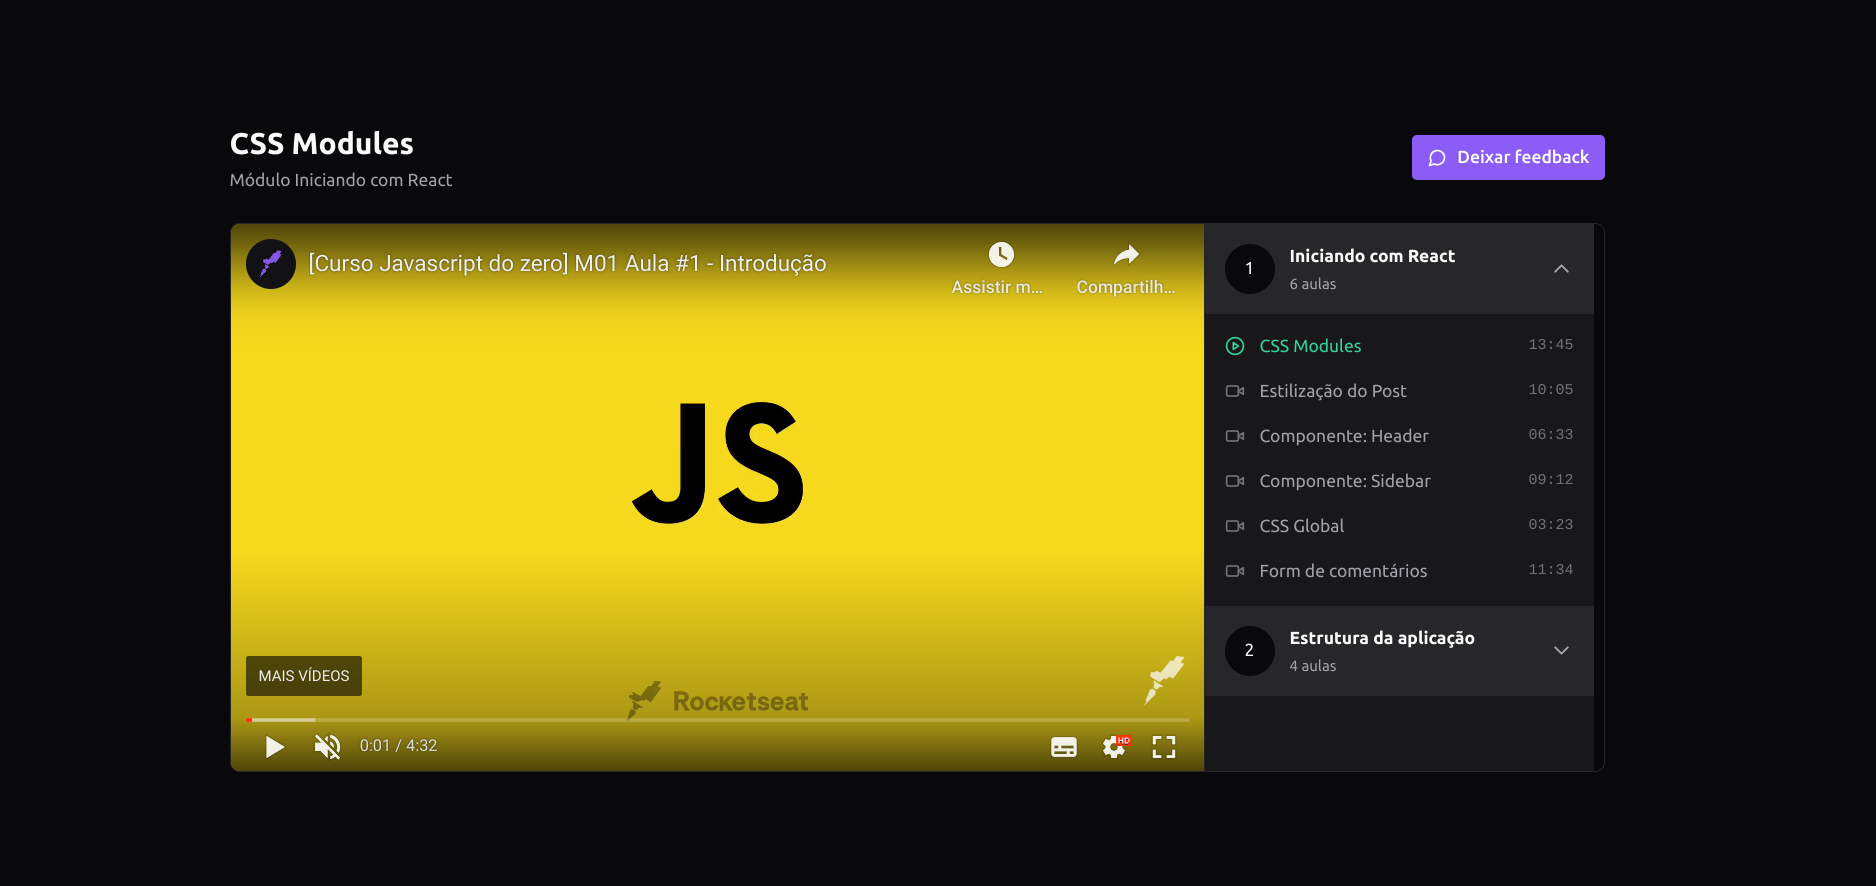 CSS Modules
Módulo Iniciando com React
Deixar feedback
[Curso Javascript do zero] M01 Aula #1 - Introdução
Assistir m...
Compartilh...
JS
MAIS VÍDEOS
Rocketseat
0:01 / 4:32
HD
1
Iniciando com React
6 aulas
CSS Modules 13:45
Estilização do Post 10:05
Componente: Header 06:33
Componente: Sidebar 09:12
CSS Global 03:23
Form de comentários 11:34
2
Estrutura da aplicação
4 aulas